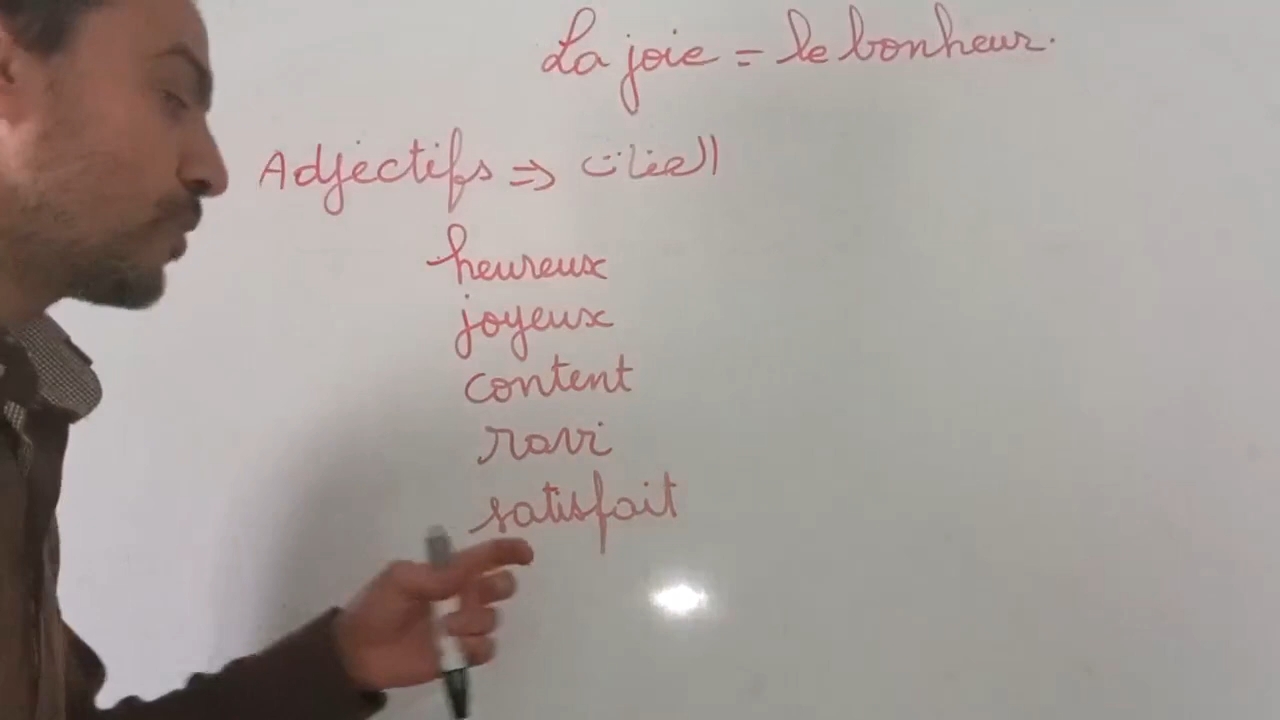 La joie = le bonheur.
Adjectifs => الصفات
heureux
joyeux
content
ravi
satisfait